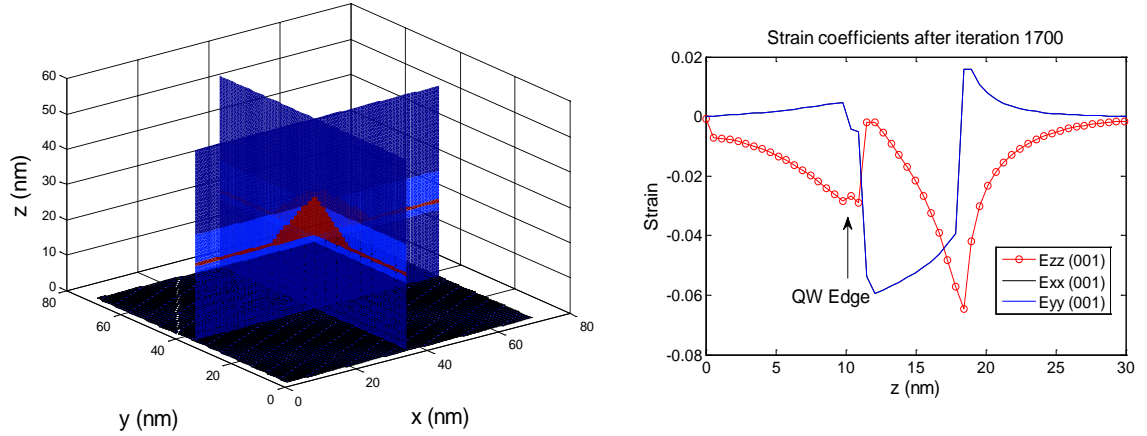 60
50
40
30
20
10
0
z (nm)
80
60
40
20
0
y (nm)
0
20
40
60
80
x (nm)
Strain coefficients after iteration 1700
0.02
0
-0.02
-0.04
-0.06
-0.08
Strain
QW Edge
Ezz (001)
Exx (001)
Eyy (001)
0 5 10 15 20 25 30
z (nm)